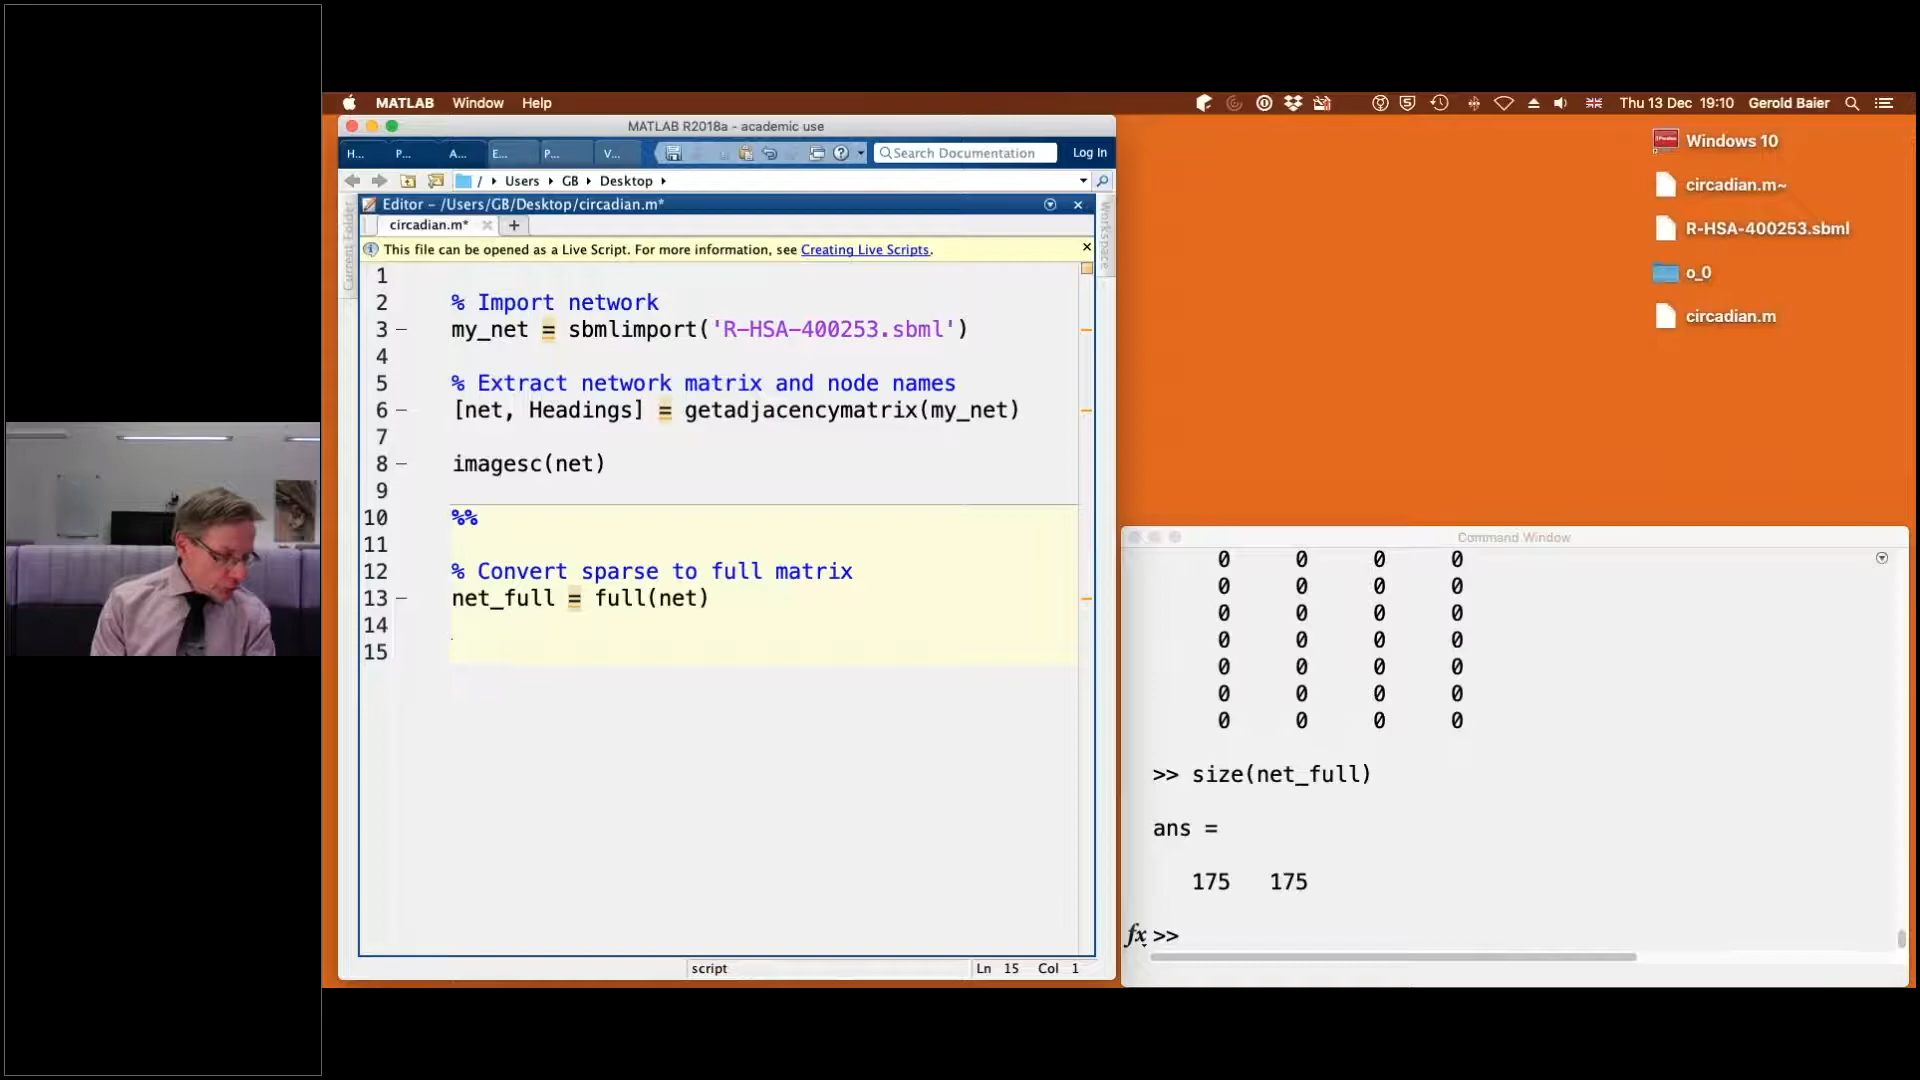 MATLAB Window Help
Thu 13 Dec 19:10 Gerold Baier
MATLAB R2018a - academic use
H... P... A... E... P... V...
Search Documentation
Log In
/ Users GB Desktop
Current Folder
Workspace
Editor - /Users/GB/Desktop/circadian.m*
circadian.m*
This file can be opened as a Live Script. For more information, see Creating Live Scripts.
1
2 % Import network
3 my_net = sbmlimport('R-HSA-400253.sbml')
4
5 % Extract network matrix and node names
6 [net, Headings] = getadjacencymatrix(my_net)
7
8 imagesc(net)
9
10 %%
11
12 % Convert sparse to full matrix
13 net_full = full(net)
14
15
script
Ln 15 Col 1
Windows 10
circadian.m~
R-HSA-400253.sbml
o_0
circadian.m
Command Window
0 0 0 0
0 0 0 0
0 0 0 0
0 0 0 0
0 0 0 0
0 0 0 0
0 0 0 0
>> size(net_full)
ans =
175 175
fx >>